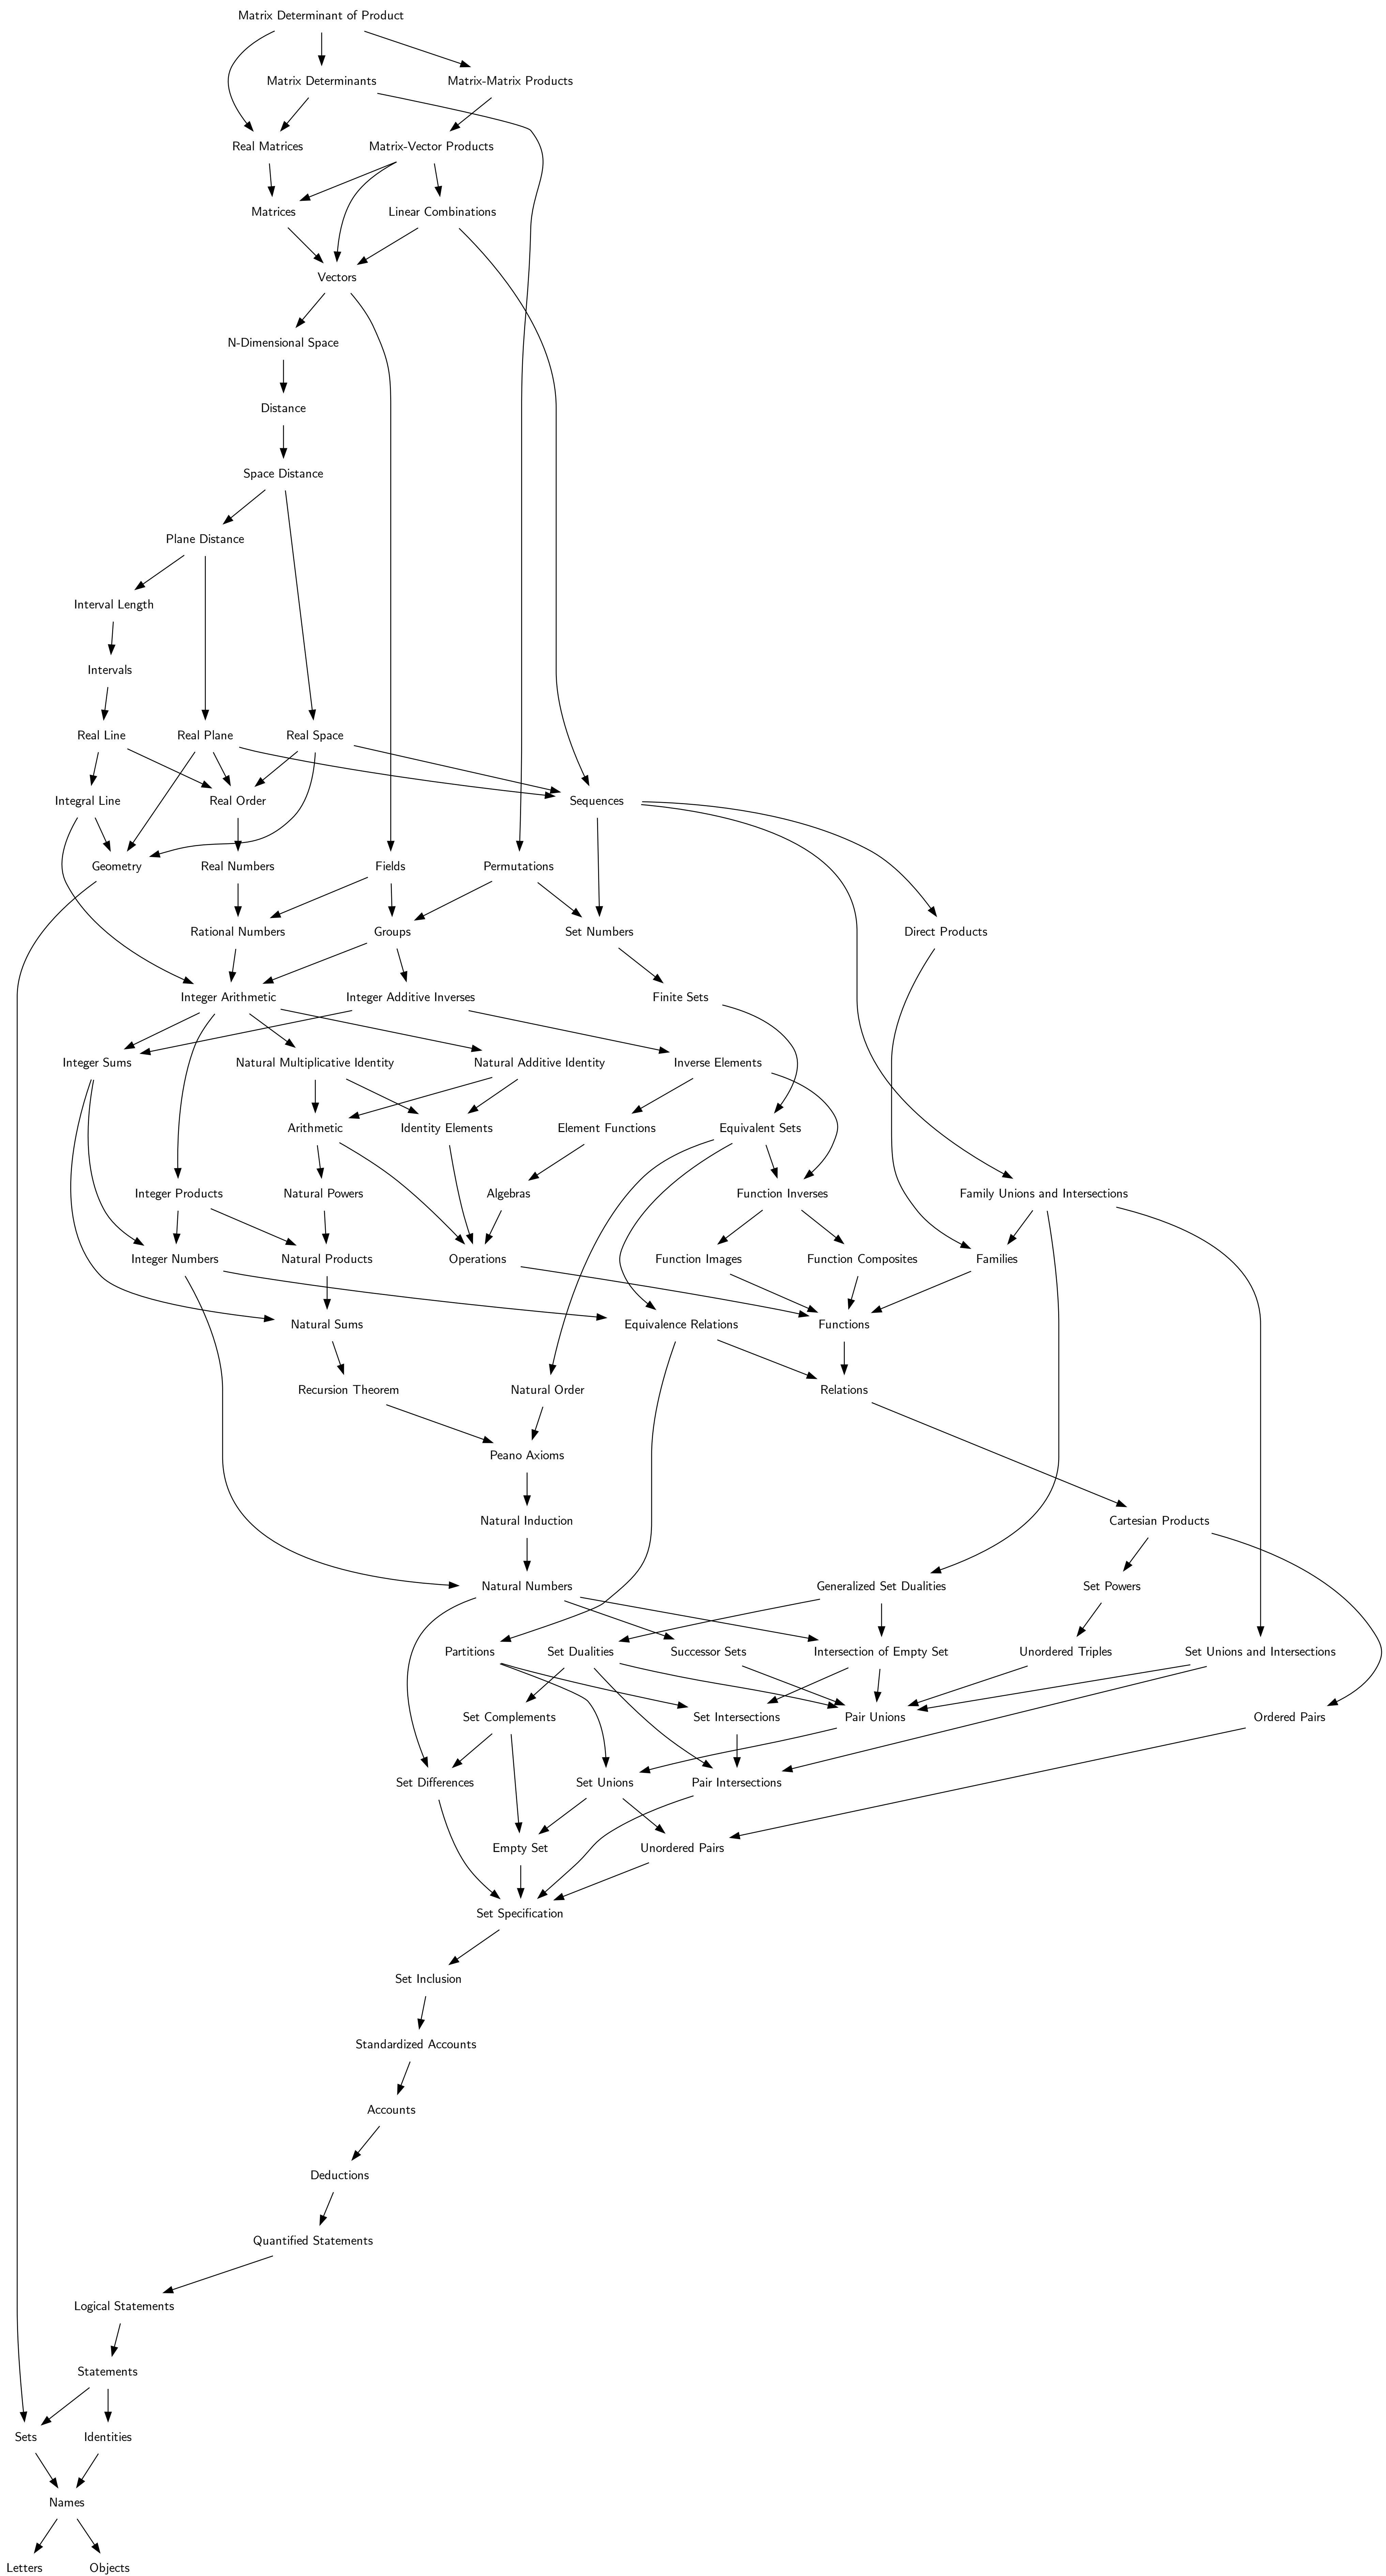 Matrix Determinant of Product
Matrix Determinants
Matrix-Matrix Products
Real Matrices
Matrix-Vector Products
Matrices
Linear Combinations
Vectors
N-Dimensional Space
Distance
Space Distance
Plane Distance
Interval Length
Intervals
Real Line
Real Plane
Real Space
Integral Line
Real Order
Sequences
Geometry
Real Numbers
Fields
Permutations
Rational Numbers
Groups
Set Numbers
Direct Products
Integer Arithmetic
Integer Additive Inverses
Finite Sets
Integer Sums
Natural Multiplicative Identity
Natural Additive Identity
Inverse Elements
Arithmetic
Identity Elements
Element Functions
Equivalent Sets
Integer Products
Natural Powers
Algebras
Function Inverses
Family Unions and Intersections
Integer Numbers
Natural Products
Operations
Function Images
Function Composites
Families
Natural Sums
Equivalence Relations
Functions
Recursion Theorem
Natural Order
Relations
Peano Axioms
Natural Induction
Cartesian Products
Natural Numbers
Generalized Set Dualities
Set Powers
Partitions
Set Dualities
Successor Sets
Intersection of Empty Set
Unordered Triples
Set Unions and Intersections
Set Complements
Set Intersections
Pair Unions
Ordered Pairs
Set Differences
Set Unions
Pair Intersections
Empty Set
Unordered Pairs
Set Specification
Set Inclusion
Standardized Accounts
Accounts
Deductions
Quantified Statements
Logical Statements
Statements
Sets
Identities
Names
Letters
Objects